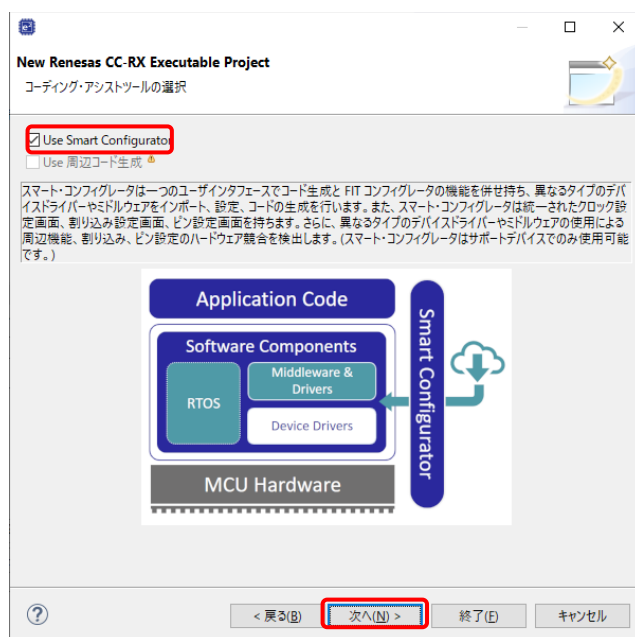 New Renesas CC-RX Executable Project
コーディング・アシストツールの選択
Use Smart Configurator
Use 周辺コード生成
スマート・コンフィグレータは一つのユーザインタフェースでコード生成と FIT コンフィグレータの機能を併せ持ち、異なるタイプのデバ
イスドライバーやミドルウェアをインポート、設定、コードの生成を行います。また、スマート・コンフィグレータは統一されたクロック設
定画面、割り込み設定画面、ピン設定画面を持ちます。さらに、異なるタイプのデバイスドライバーやミドルウェアの使用による
周辺機能、割り込み、ピン設定のハードウェア競合を検出します。(スマート・コンフィグレータはサポートデバイスでのみ使用可能
です。)
Application Code
Software Components
RTOS
Middleware &
Drivers
Device Drivers
MCU Hardware
Smart Configurator
< 戻る(B)
次へ(N) >
終了(F)
キャンセル